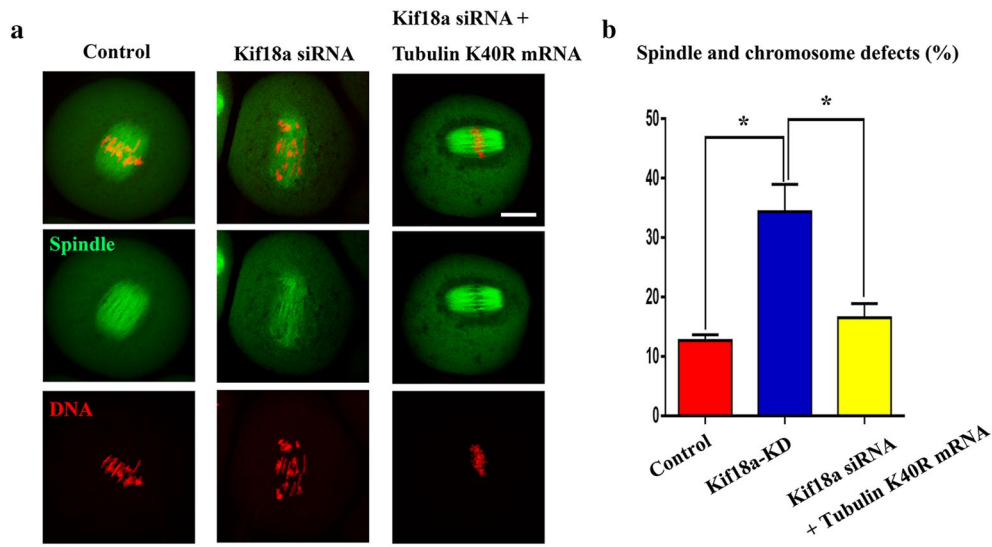 a
Control
Kif18a siRNA
Kif18a siRNA +
Tubulin K40R mRNA
Spindle
DNA
b
Spindle and chromosome defects (%)
*
*
50
40
30
20
10
0
Control
Kif18a-KD
Kif18a siRNA
+ Tubulin K40R mRNA